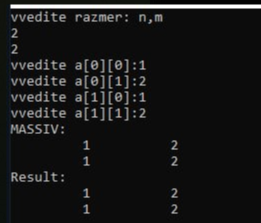 vvedite razmer: n,m
2
2
vvedite a[0][0]:1
vvedite a[0][1]:2
vvedite a[1][0]:1
vvedite a[1][1]:2
MASSIV:
1 2
1 2
Result:
1 2
1 2